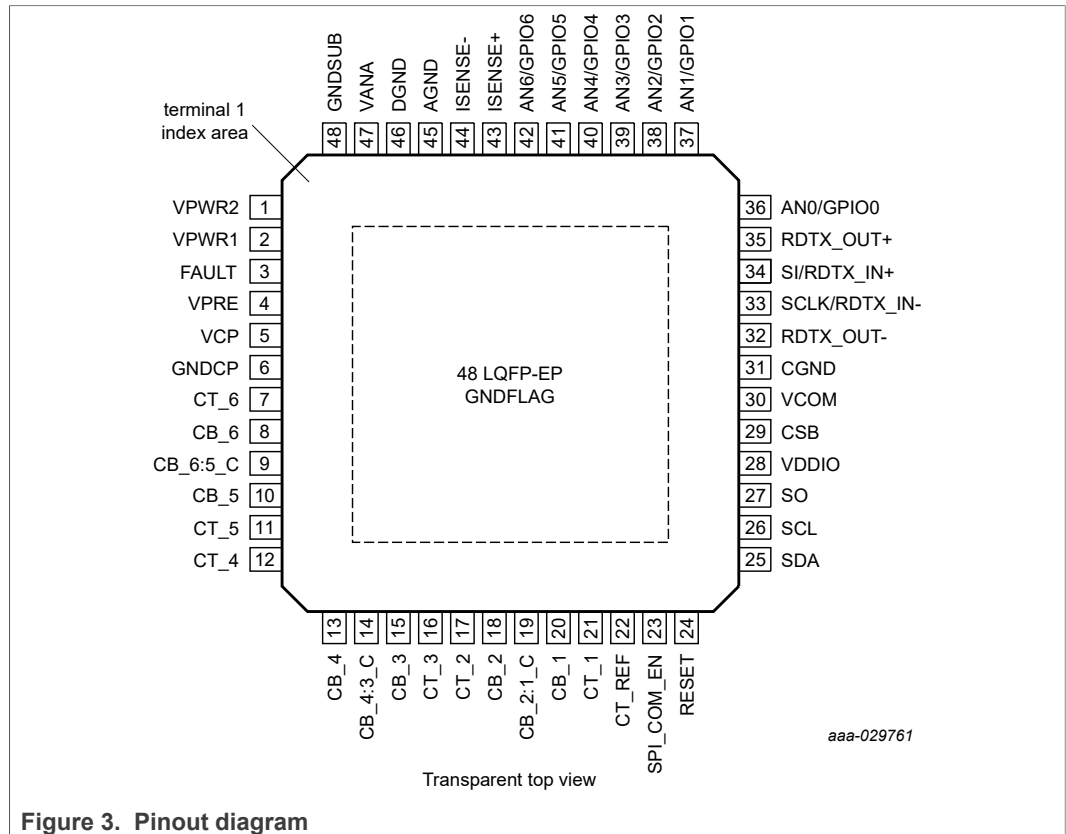 GNDSUB
VANA
DGND
AGND
ISENSE-
ISENSE+
AN6/GPIO6
AN5/GPIO5
AN4/GPIO4
AN3/GPIO3
AN2/GPIO2
AN1/GPIO1
terminal 1
index area
48 47 46 45 44 43 42 41 40 39 38 37
VPWR2 1
VPWR1 2
FAULT 3
VPRE 4
VCP 5
GNDCP 6
CT_6 7
CB_6 8
CB_6:5_C 9
CB_5 10
CT_5 11
CT_4 12
48 LQFP-EP
GNDFLAG
36 AN0/GPIO0
35 RDTX_OUT+
34 SI/RDTX_IN+
33 SCLK/RDTX_IN-
32 RDTX_OUT-
31 CGND
30 VCOM
29 CSB
28 VDDIO
27 SO
26 SCL
25 SDA
13 14 15 16 17 18 19 20 21 22 23 24
CB_4
CB_4:3_C
CB_3
CT_3
CT_2
CB_2
CB_2:1_C
CB_1
CT_1
CT_REF
SPI_COM_EN
RESET
aaa-029761
Transparent top view
Figure 3. Pinout diagram